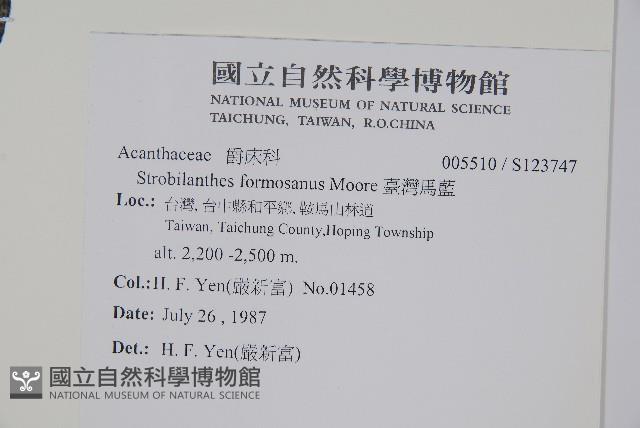 國立自然科學博物館
NATIONAL MUSEUM OF NATURAL SCIENCE
TAICHUNG, TAIWAN, R.O.CHINA
Acanthaceae 爵床科 005510 / S123747
Strobilanthes formosanus Moore 臺灣馬藍
Loc.: 台灣, 台中縣和平鄉, 鞍馬山林道
Taiwan, Taichung County,Hoping Township
alt. 2,200 -2,500 m.
Col.:H. F. Yen(嚴新富) No.01458
Date: July 26 , 1987
Det.: H. F. Yen(嚴新富)
國立自然科學博物館
NATIONAL MUSEUM OF NATURAL SCIENCE